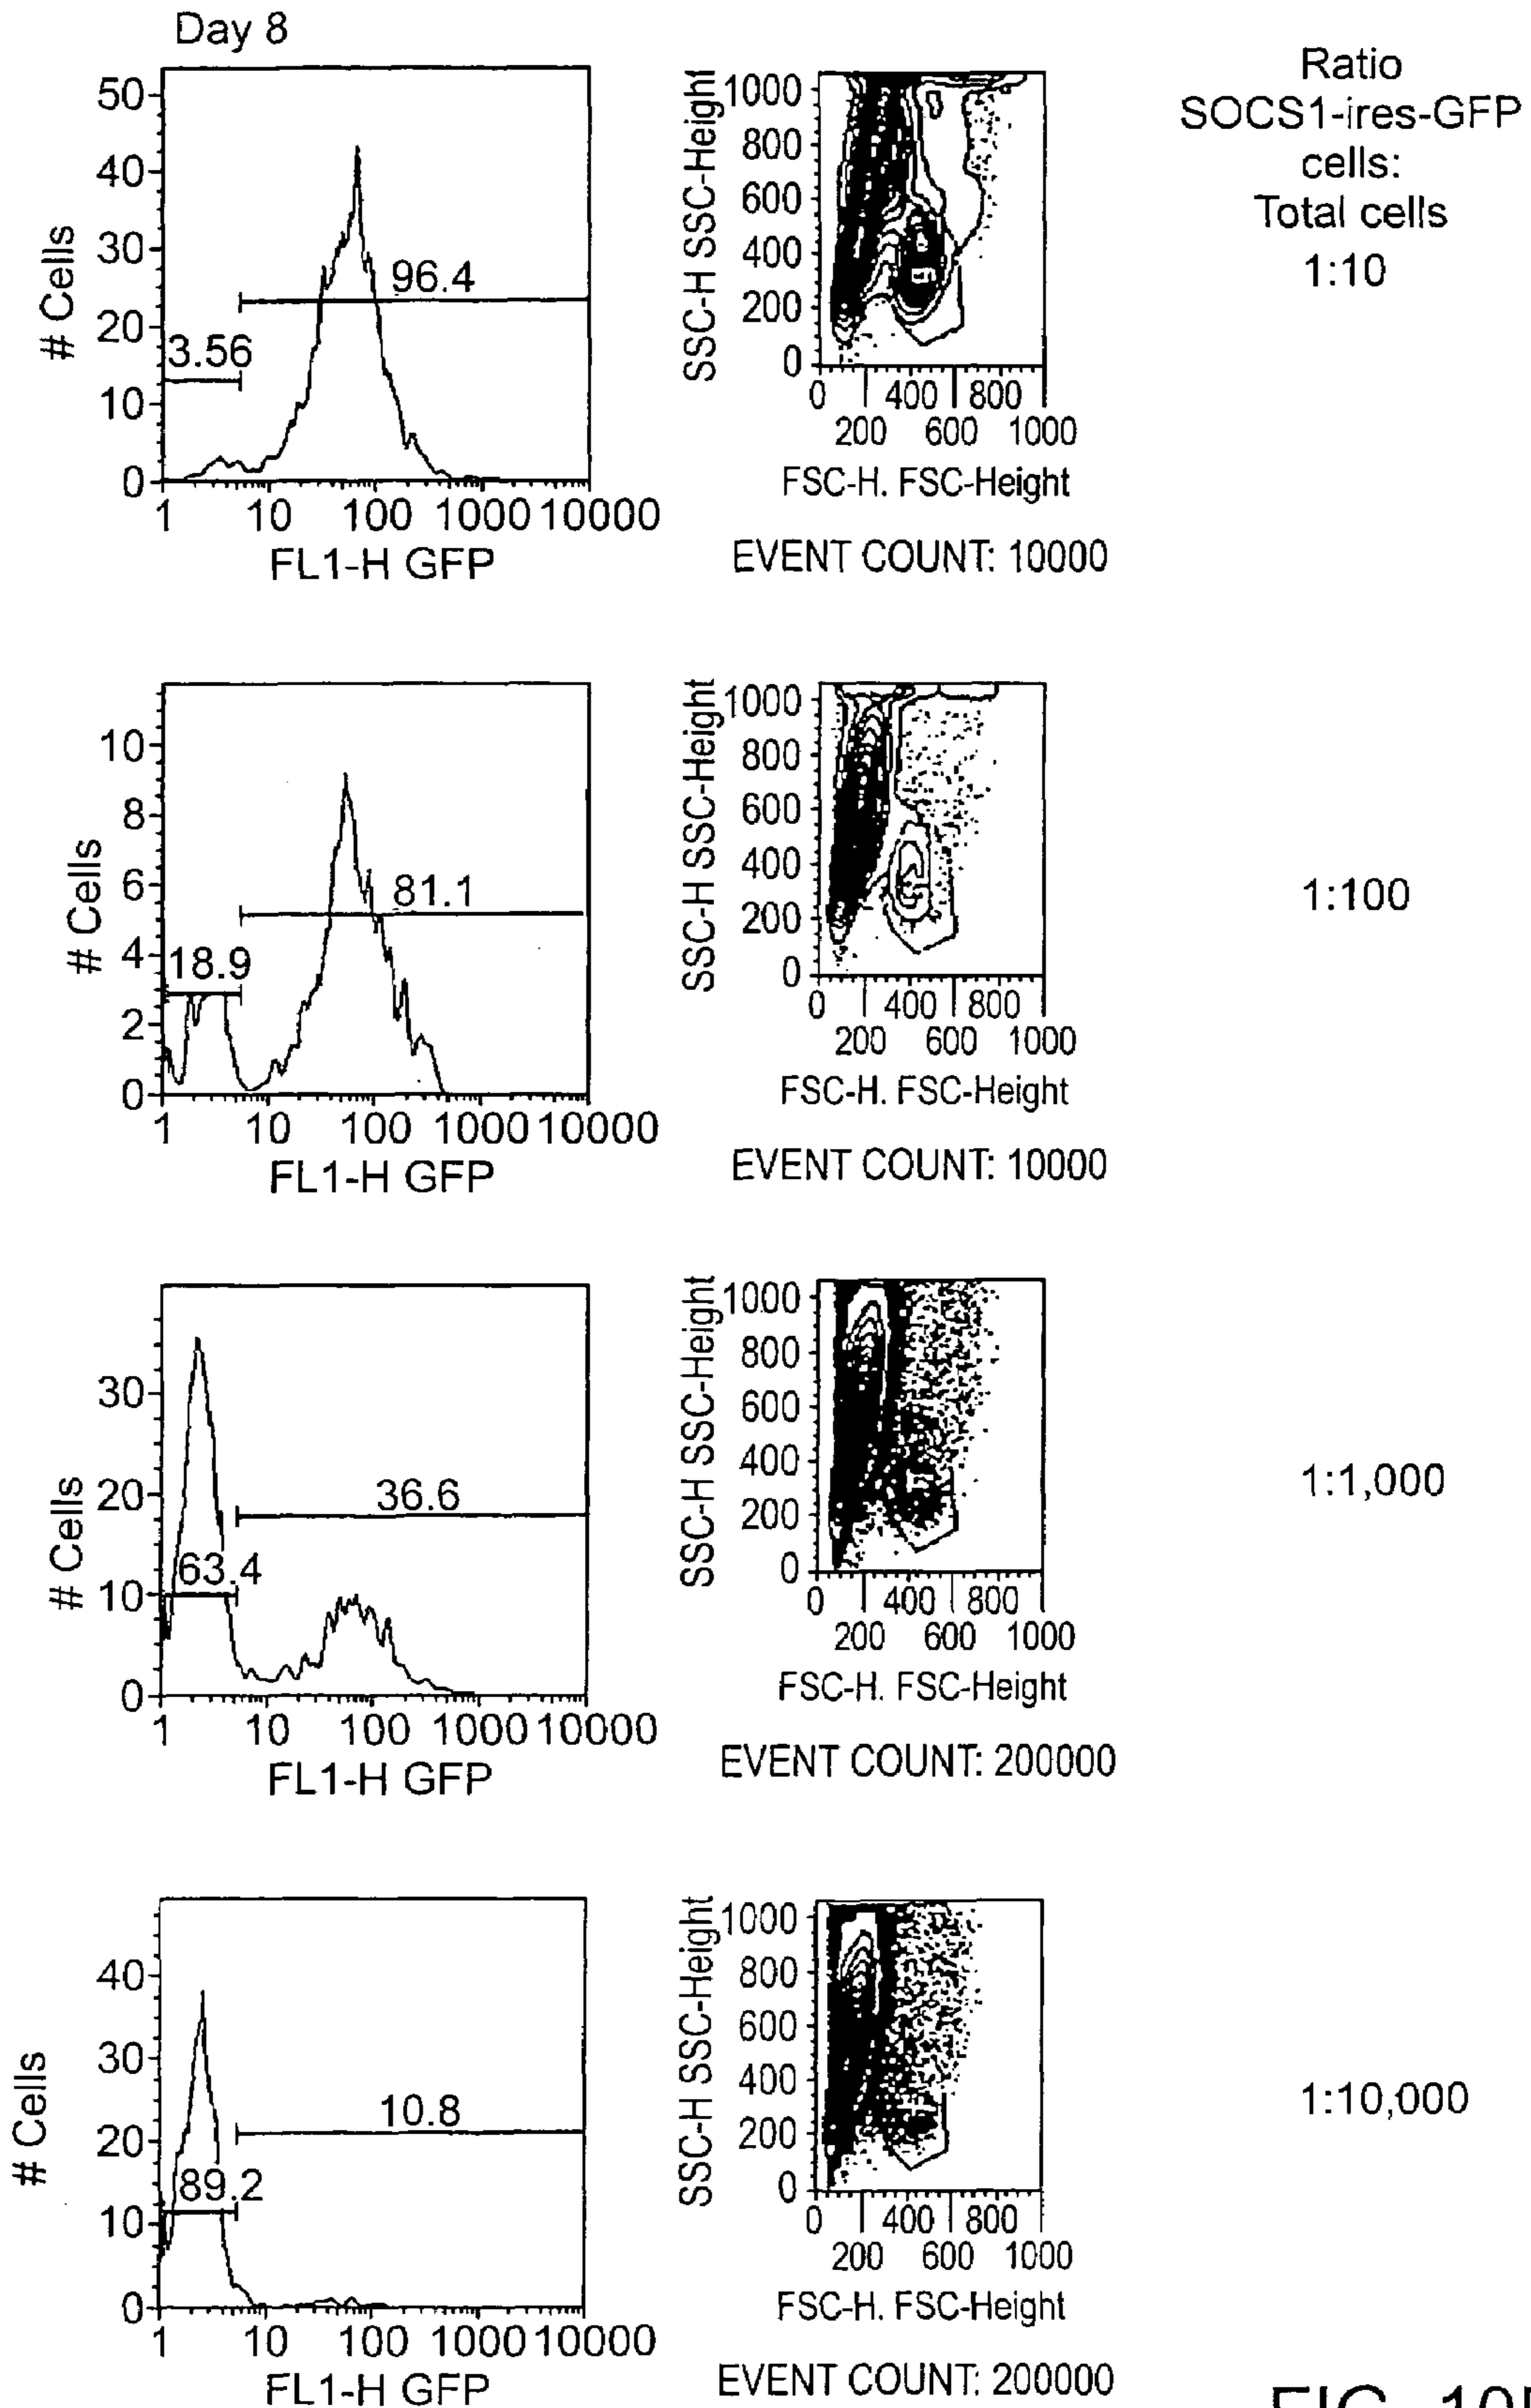 Day 8
50
40
30
20
10
0
# Cells
96.4
3.56
1 10 100 1000 10000
FL1-H GFP
SSC-H SSC-Height
1000
800
600
400
200
0
0 400 800
200 600 1000
FSC-H. FSC-Height
EVENT COUNT: 10000
Ratio
SOCS1-ires-GFP
cells:
Total cells
1:10
10
8
6
4
2
0
# Cells
81.1
18.9
1 10 100 1000 10000
FL1-H GFP
SSC-H SSC-Height
1000
800
600
400
200
0
0 400 800
200 600 1000
FSC-H. FSC-Height
EVENT COUNT: 10000
1:100
30
20
10
0
# Cells
36.6
63.4
1 10 100 1000 10000
FL1-H GFP
SSC-H SSC-Height
1000
800
600
400
200
0
0 400 800
200 600 1000
FSC-H. FSC-Height
EVENT COUNT: 200000
1:1,000
40
30
20
10
0
# Cells
10.8
89.2
1 10 100 1000 10000
FL1-H GFP
SSC-H SSC-Height
1000
800
600
400
200
0
0 400 800
200 600 1000
FSC-H. FSC-Height
EVENT COUNT: 200000
1:10,000
FIG.